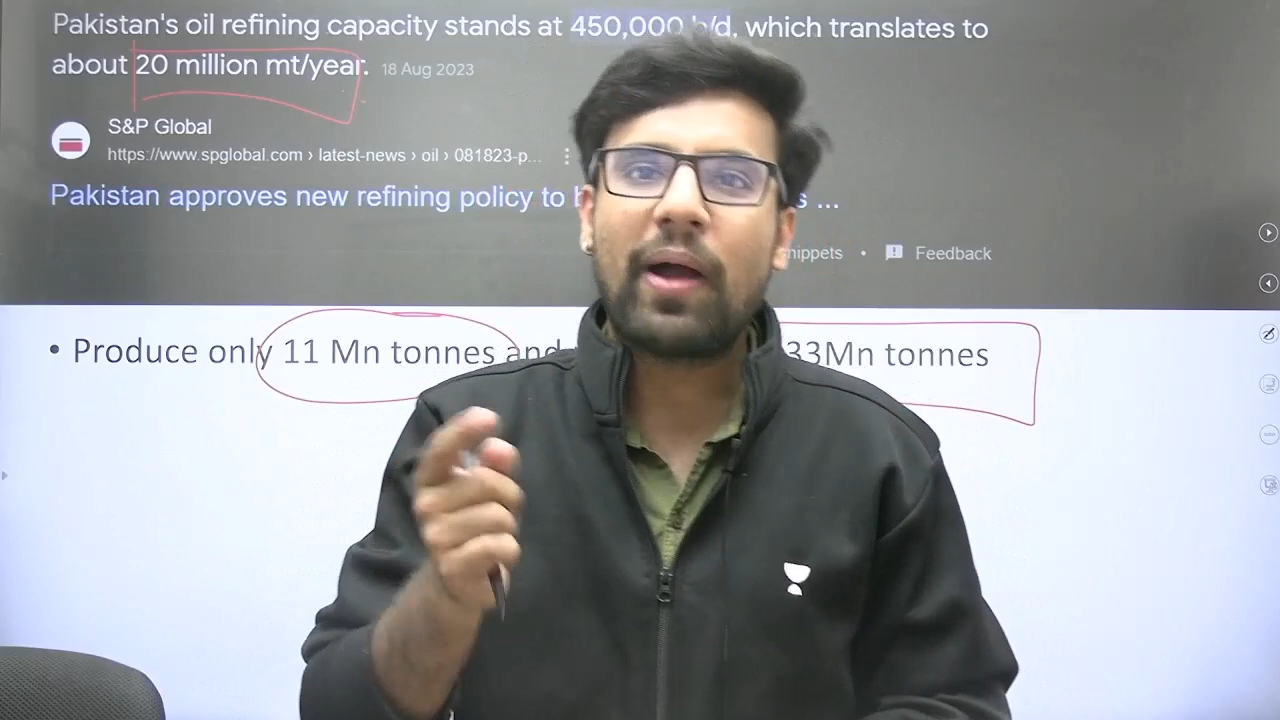 Pakistan's oil refining capacity stands at 450,000 b/d, which translates to
about 20 million mt/year. 18 Aug 2023
S&P Global
https://www.spglobal.com › latest-news › oil › 081823-p...
Pakistan approves new refining policy to ...
Feedback
• Produce only 11 Mn tonnes and 33Mn tonnes